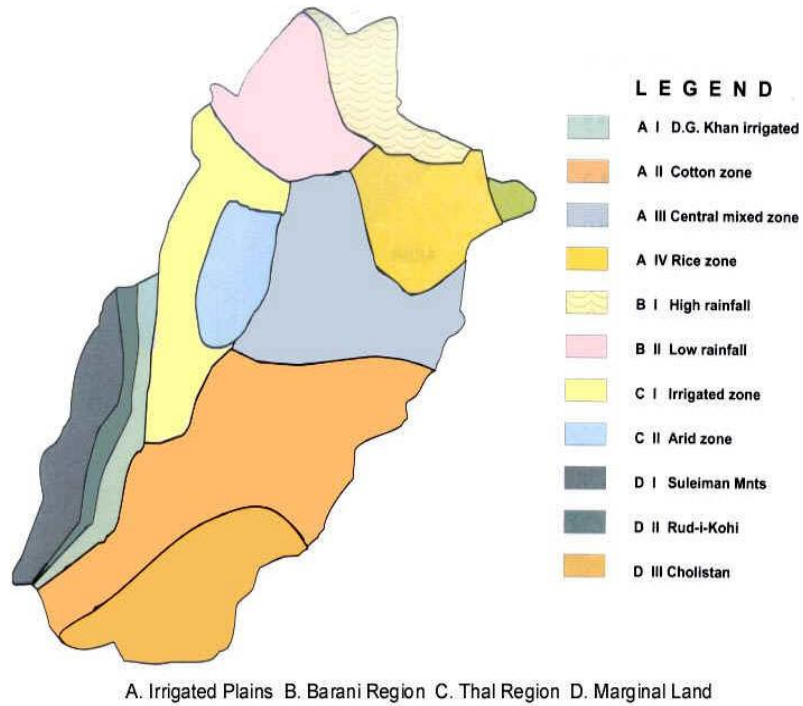 L E G E N D
A I D.G. Khan irrigated
A II Cotton zone
A III Central mixed zone
A IV Rice zone
B I High rainfall
B II Low rainfall
C I Irrigated zone
C II Arid zone
D I Suleiman Mnts
D II Rud-i-Kohi
D III Cholistan
A. Irrigated Plains B. Barani Region C. Thal Region D. Marginal Land